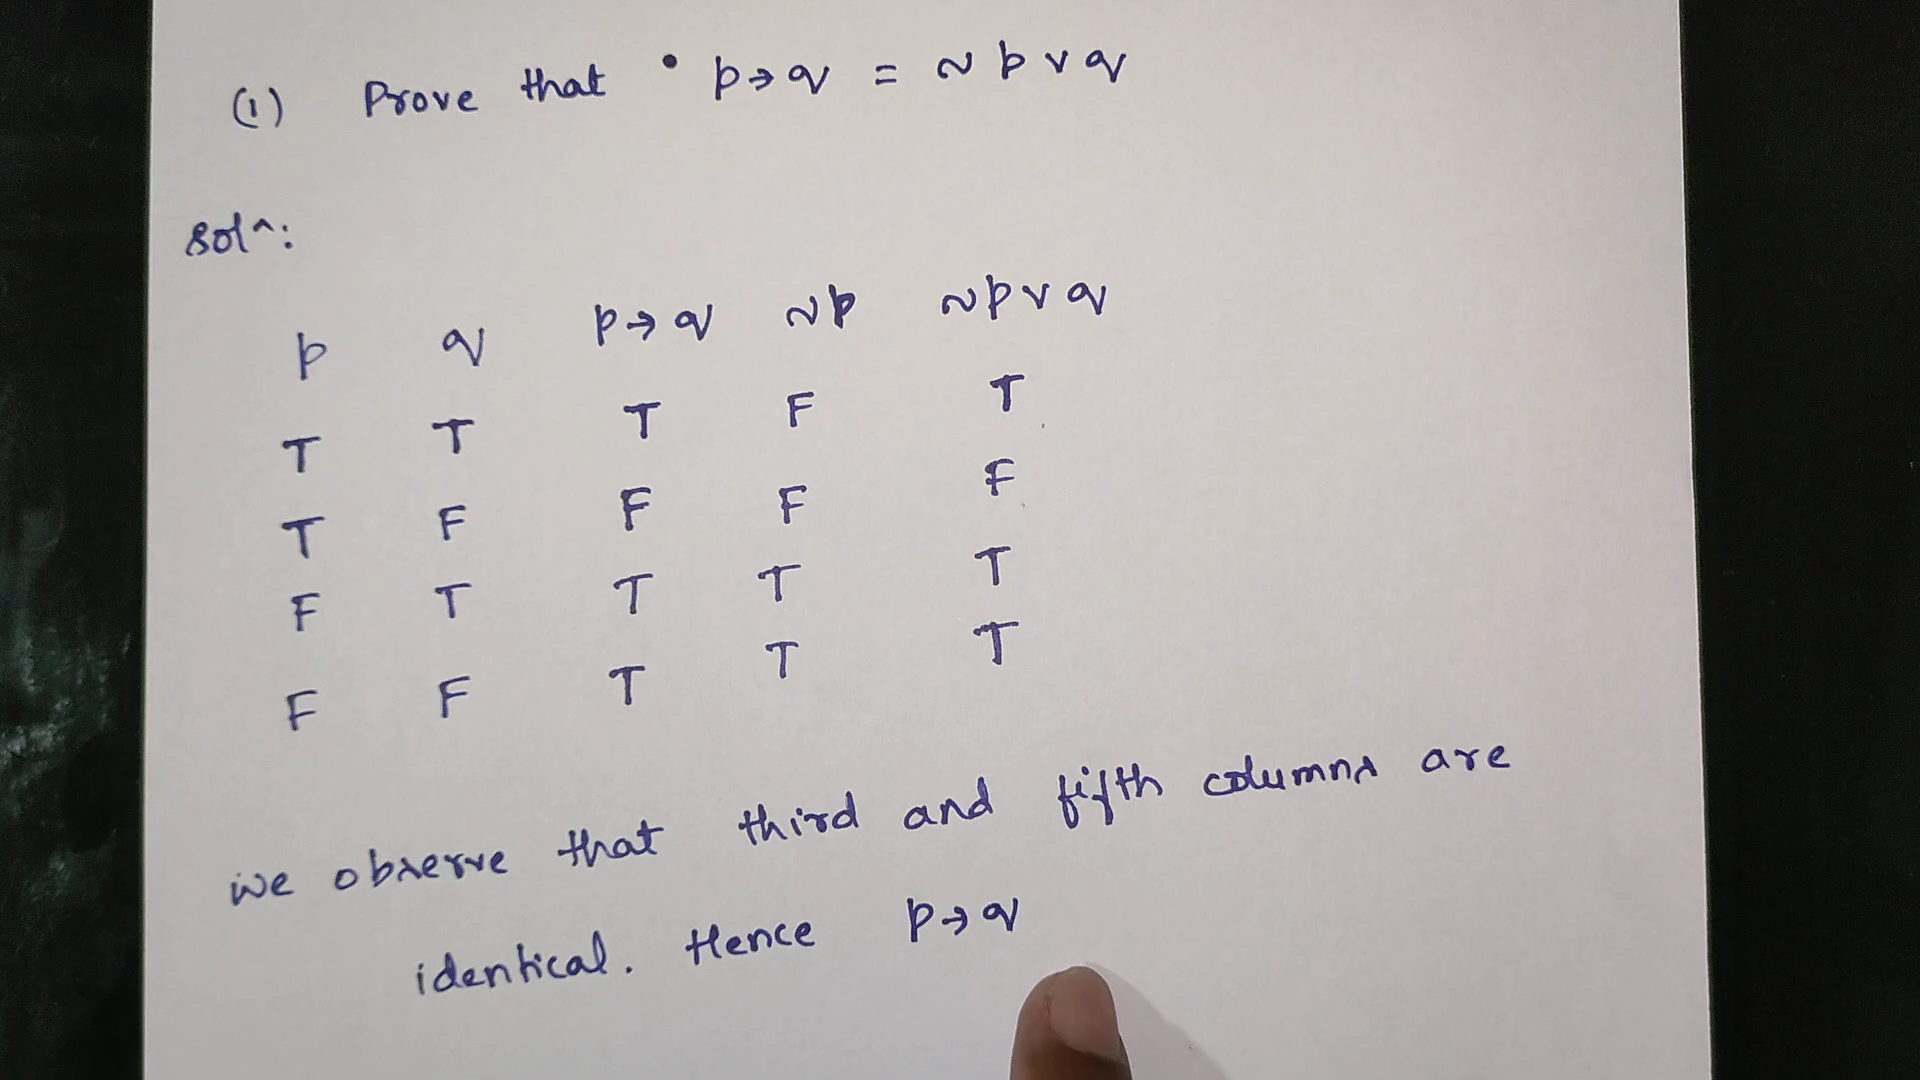 (1) Prove that • p→q = ~p∨q
Sol^:
p q p→q ~p ~p∨q
T T T F T
T F F F F
F T T T T
F F T T T
we observe that third and fifth columns are
identical. Hence p→q